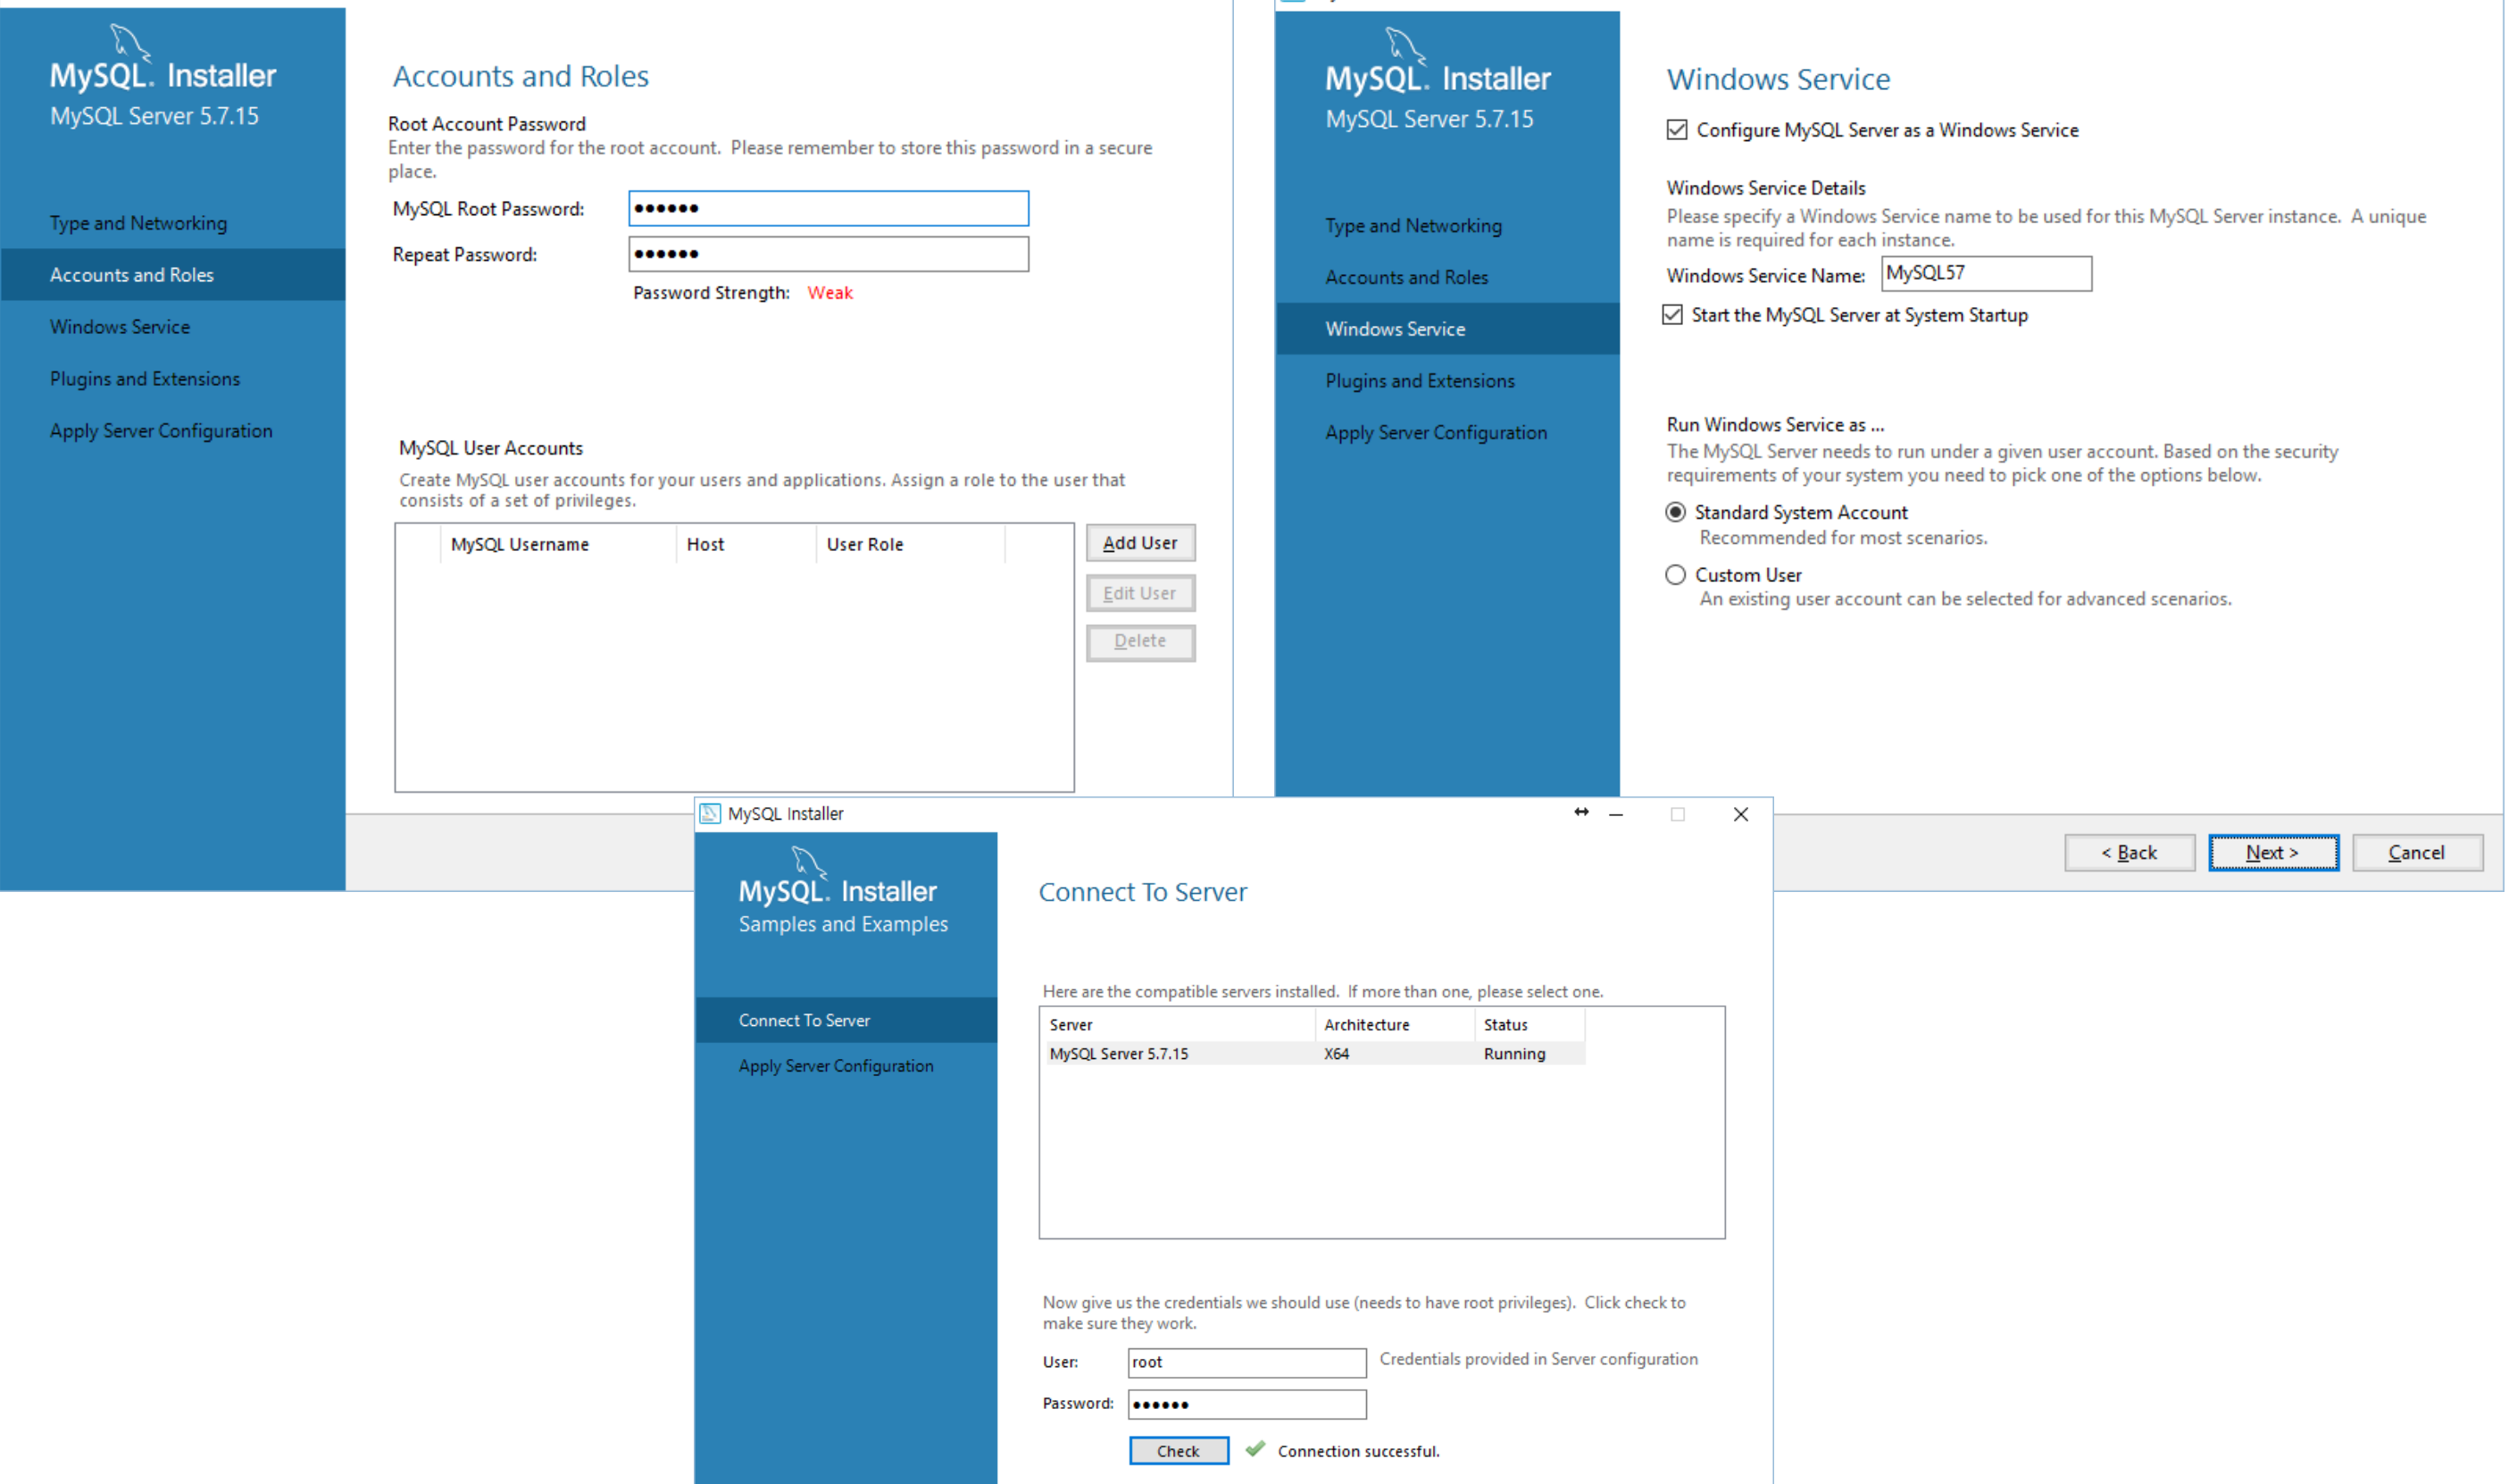 MySQL. Installer
MySQL Server 5.7.15
Type and Networking
Accounts and Roles
Windows Service
Plugins and Extensions
Apply Server Configuration
Accounts and Roles
Root Account Password
Enter the password for the root account. Please remember to store this password in a secure
place.
MySQL Root Password: ●●●●●●
Repeat Password: ●●●●●●
Password Strength: Weak
MySQL User Accounts
Create MySQL user accounts for your users and applications. Assign a role to the user that
consists of a set of privileges.
MySQL Username Host User Role
Add User
Edit User
Delete
MySQL. Installer
MySQL Server 5.7.15
Type and Networking
Accounts and Roles
Windows Service
Plugins and Extensions
Apply Server Configuration
Windows Service
Configure MySQL Server as a Windows Service
Windows Service Details
Please specify a Windows Service name to be used for this MySQL Server instance. A unique
name is required for each instance.
Windows Service Name: MySQL57
Start the MySQL Server at System Startup
Run Windows Service as ...
The MySQL Server needs to run under a given user account. Based on the security
requirements of your system you need to pick one of the options below.
Standard System Account
Recommended for most scenarios.
Custom User
An existing user account can be selected for advanced scenarios.
< Back Next > Cancel
MySQL Installer
MySQL. Installer
Samples and Examples
Connect To Server
Apply Server Configuration
Connect To Server
Here are the compatible servers installed. If more than one, please select one.
Server Architecture Status
MySQL Server 5.7.15 X64 Running
Now give us the credentials we should use (needs to have root privileges). Click check to
make sure they work.
User: root Credentials provided in Server configuration
Password: ●●●●●●
Check Connection successful.